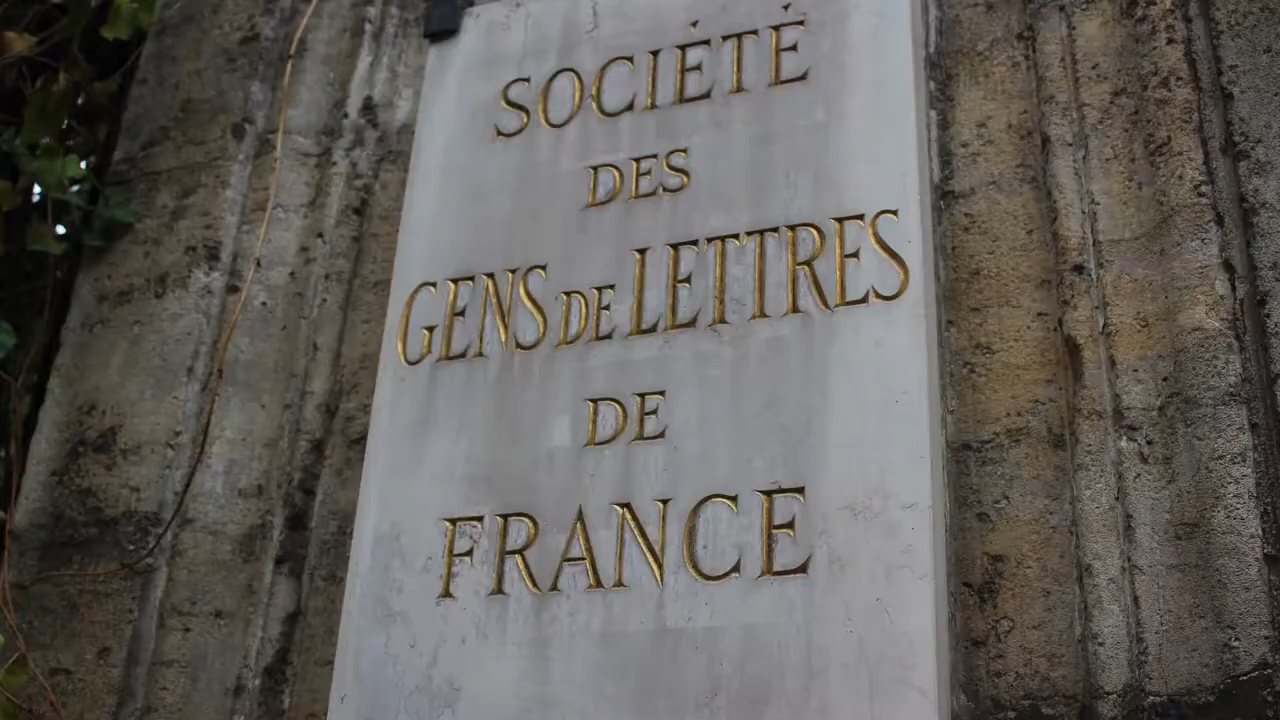 SOCIÉTÉ
DES
GENS DE LETTRES
DE
FRANCE